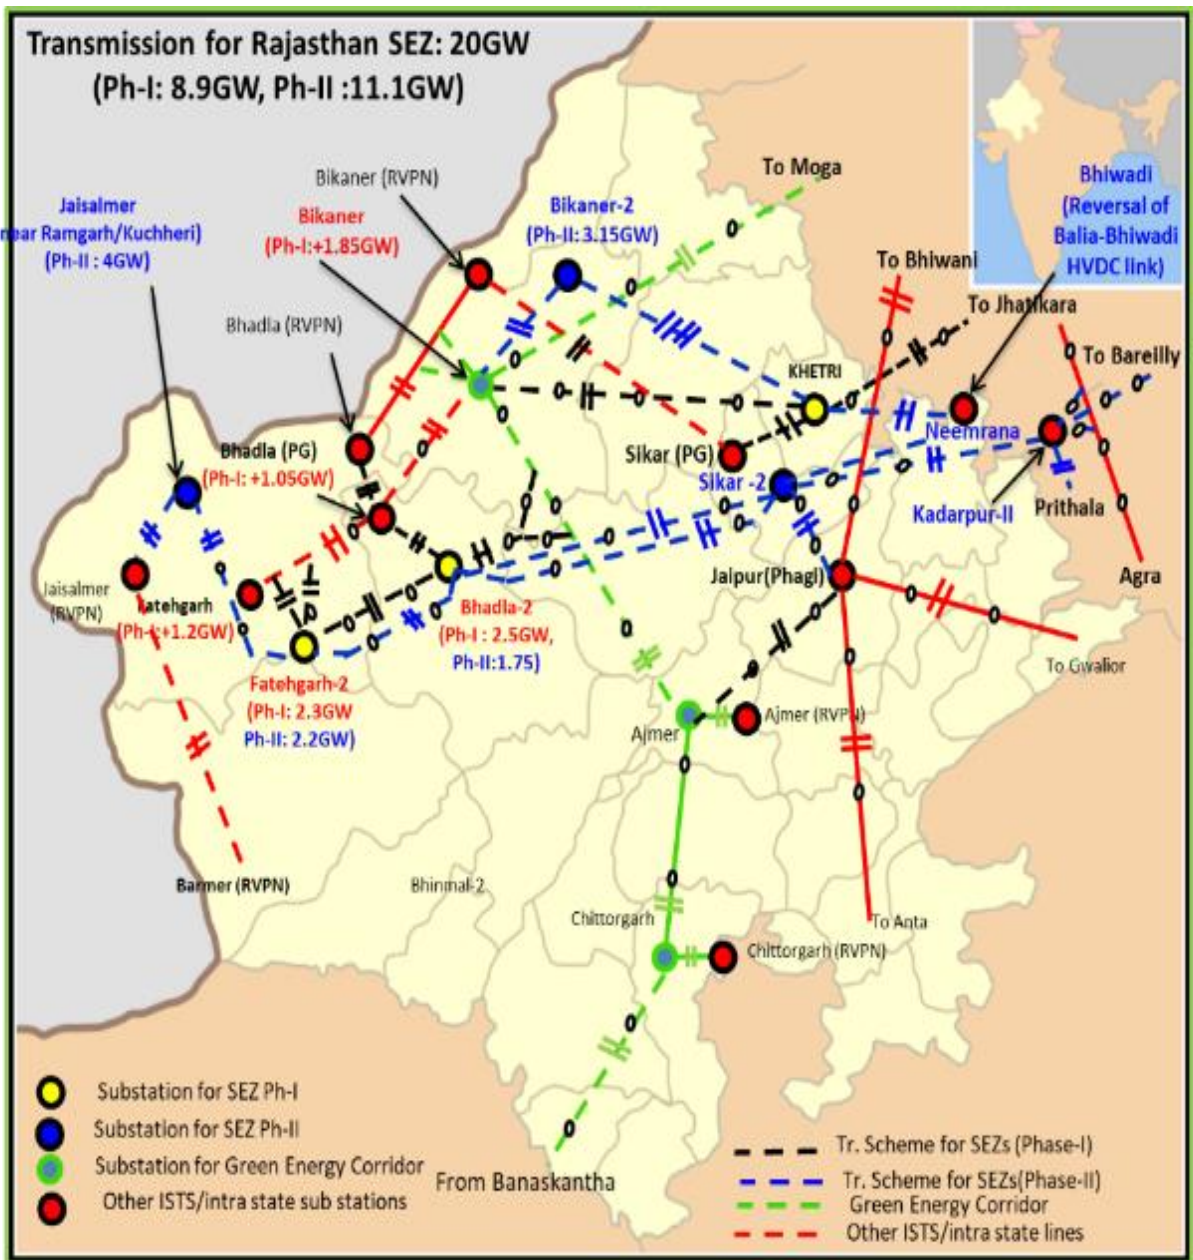 Transmission for Rajasthan SEZ: 20GW
(Ph-I: 8.9GW, Ph-II :11.1GW)
Bikaner (RVPN)
To Moga
Bhiwadi
(Reversal of
Balia-Bhiwadi
HVDC link)
Jaisalmer
near Ramgarh/Kuchheri)
(Ph-II : 4GW)
Bikaner
(Ph-I:+1.85GW)
Bikaner-2
(Ph-II: 3.15GW)
To Bhiwani
To Jhatikara
Bhadla (RVPN)
To Bareilly
KHETRI
Bhadla (PG)
(Ph-I: +1.05GW)
Sikar (PG)
Neemrana
Sikar -2
Kadarpur-II
Prithala
Jaisalmer
(RVPN)
Fatehgarh
(Ph-I:+1.2GW)
Jaipur(Phagi)
Agra
Bhadla-2
(Ph-I : 2.5GW,
Ph-II:1.75)
To Gwalior
Fatehgarh-2
(Ph-I: 2.3GW
Ph-II: 2.2GW)
Ajmer
Ajmer (RVPN)
Barmer (RVPN)
Bhinmal-2
Chittorgarh
To Anta
Chittorgarh (RVPN)
Substation for SEZ Ph-I
Substation for SEZ Ph-II
Substation for Green Energy Corridor
Other ISTS/intra state sub stations
From Banaskantha
Tr. Scheme for SEZs (Phase-I)
Tr. Scheme for SEZs(Phase-II)
Green Energy Corridor
Other ISTS/intra state lines